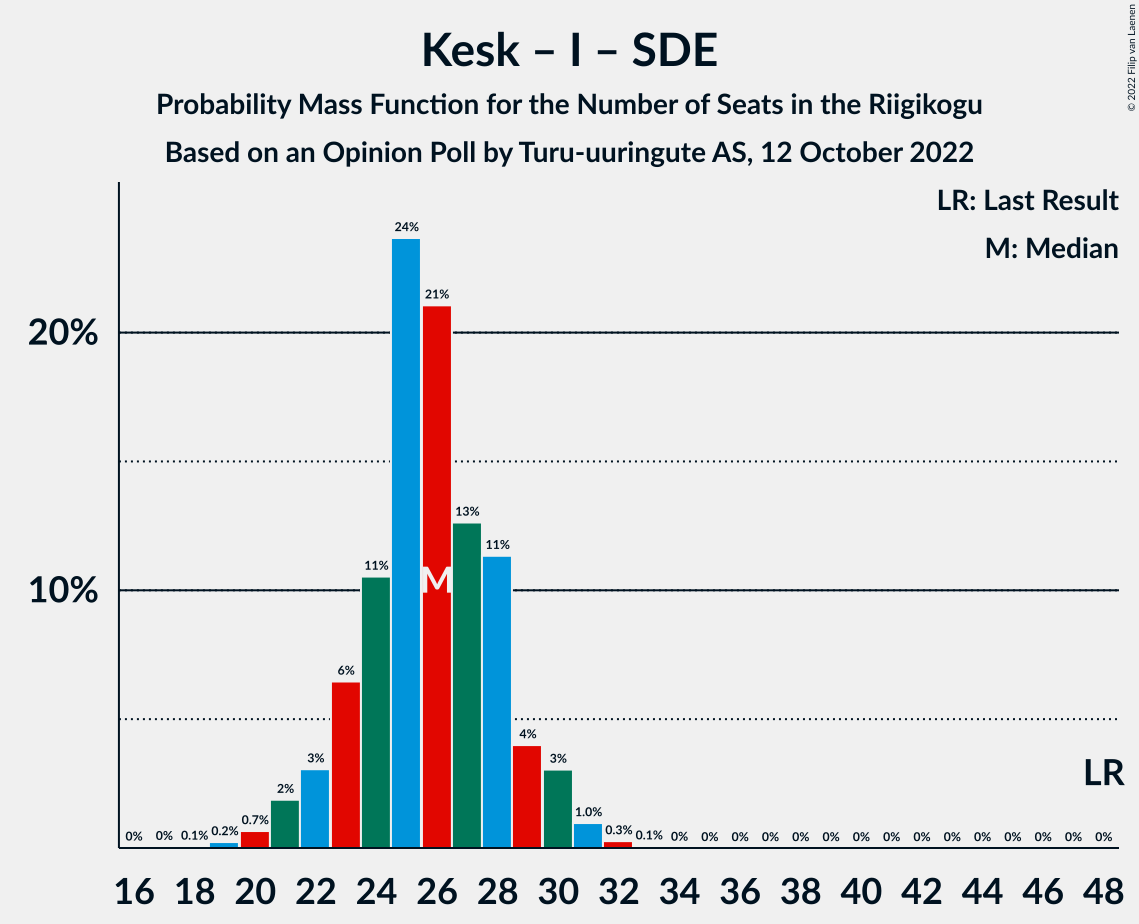 Kesk – I – SDE
Probability Mass Function for the Number of Seats in the Riigikogu
Based on an Opinion Poll by Turu-uuringute AS, 12 October 2022
© 2022 Filip van Laenen
LR: Last Result
M: Median
24%
21%
20%
13%
11%
11%
M
10%
6%
4%
3%
3%
LR
2%
0% 0% 0.1% 0.2% 0.7% 1.0% 0.3% 0.1% 0% 0% 0% 0% 0% 0% 0% 0% 0% 0% 0% 0% 0% 0% 0%
16 18 20 22 24 26 28 30 32 34 36 38 40 42 44 46 48